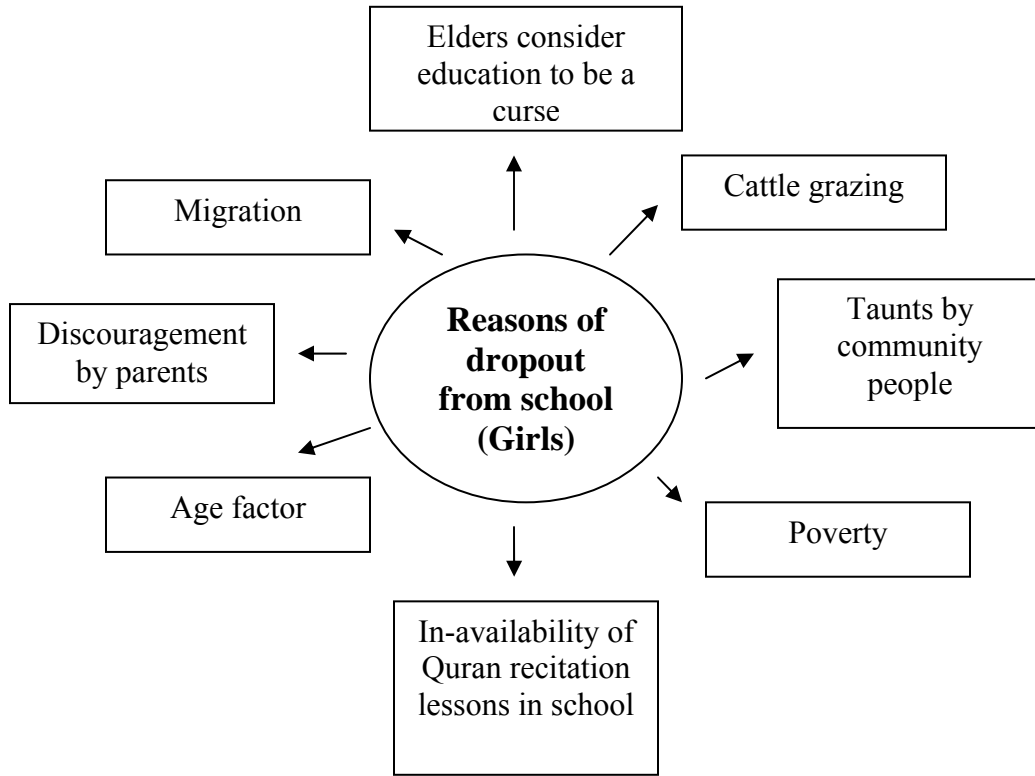 Elders consider
education to be a
curse
Cattle grazing
Migration
Taunts by
community
people
Discouragement
by parents
Reasons of
dropout
from school
(Girls)
Age factor
Poverty
In-availability of
Quran recitation
lessons in school